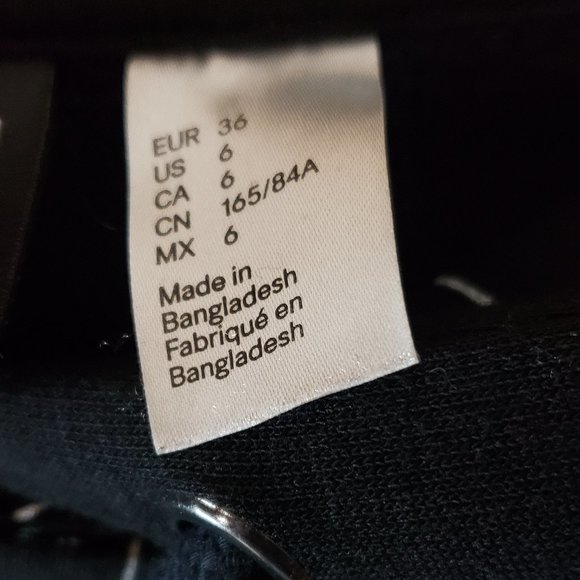 EUR 36
US 6
CA 6
CN 165/84A
MX 6
Made in
Bangladesh
Fabriqué en
Bangladesh